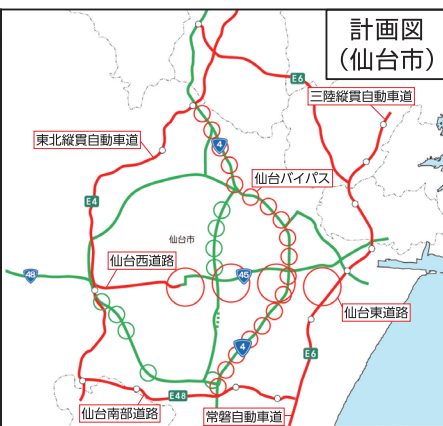 計画図
（仙台市）
E6
三陸縦貫自動車道
東北縦貫自動車道
4
仙台バイパス
E4
仙台市
仙台西道路
48
45
仙台東道路
4
E6
E48
仙台南部道路
常磐自動車道